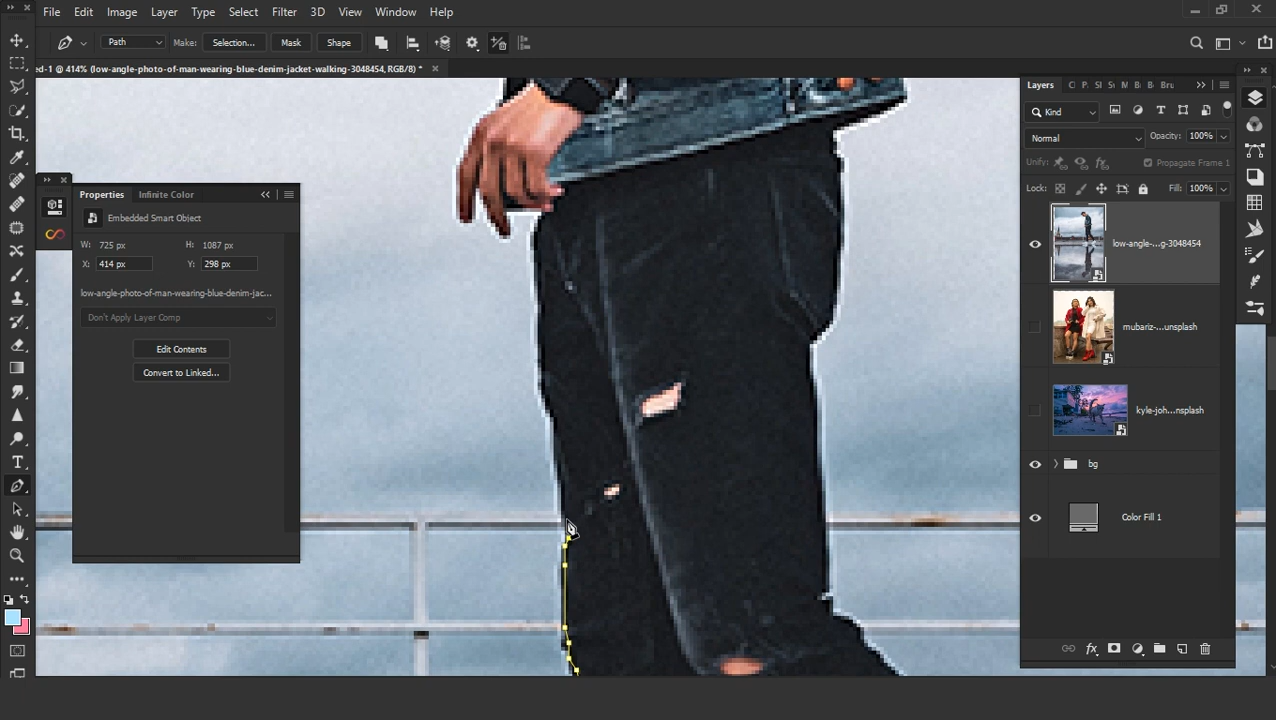 File Edit Image Layer Type Select Filter 3D View Window Help
Path Make: Selection... Mask Shape
ed-1 @ 414% (low-angle-photo-of-man-wearing-blue-denim-jacket-walking-3048454, RGB/8) *
Properties Infinite Color
Embedded Smart Object
W: 725 px H: 1087 px
X: 414 px Y: 298 px
low-angle-photo-of-man-wearing-blue-denim-jac...
Don't Apply Layer Comp
Edit Contents
Convert to Linked...
Layers C P SI S M B B Bru
Kind
Normal Opacity: 100%
Unify: Propagate Frame 1
Lock: Fill: 100%
low-angle-...g-3048454
mubariz-...unsplash
kyle-joh...nsplash
bg
Color Fill 1
fx